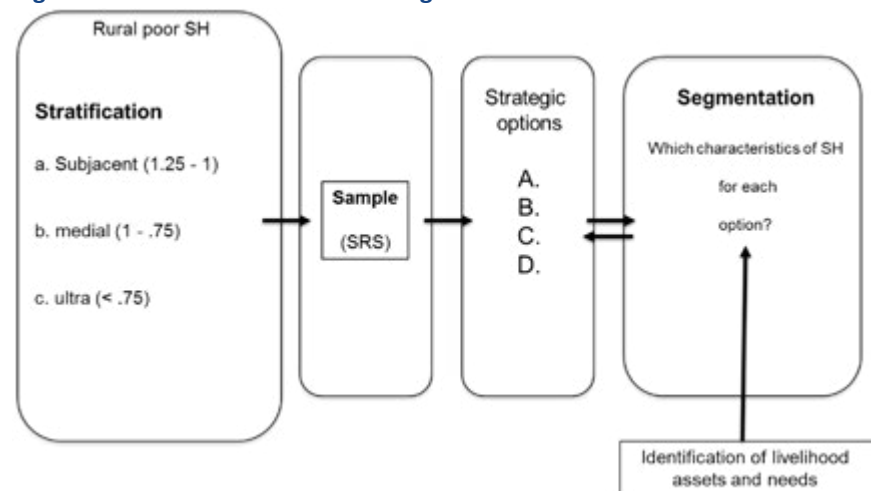 Rural poor SH
Stratification
a. Subjacent (1.25 - 1)
b. medial (1 - .75)
c. ultra (< .75)
Sample
(SRS)
Strategic
options
A.
B.
C.
D.
Segmentation
Which characteristics of SH
for each
option?
Identification of livelihood
assets and needs